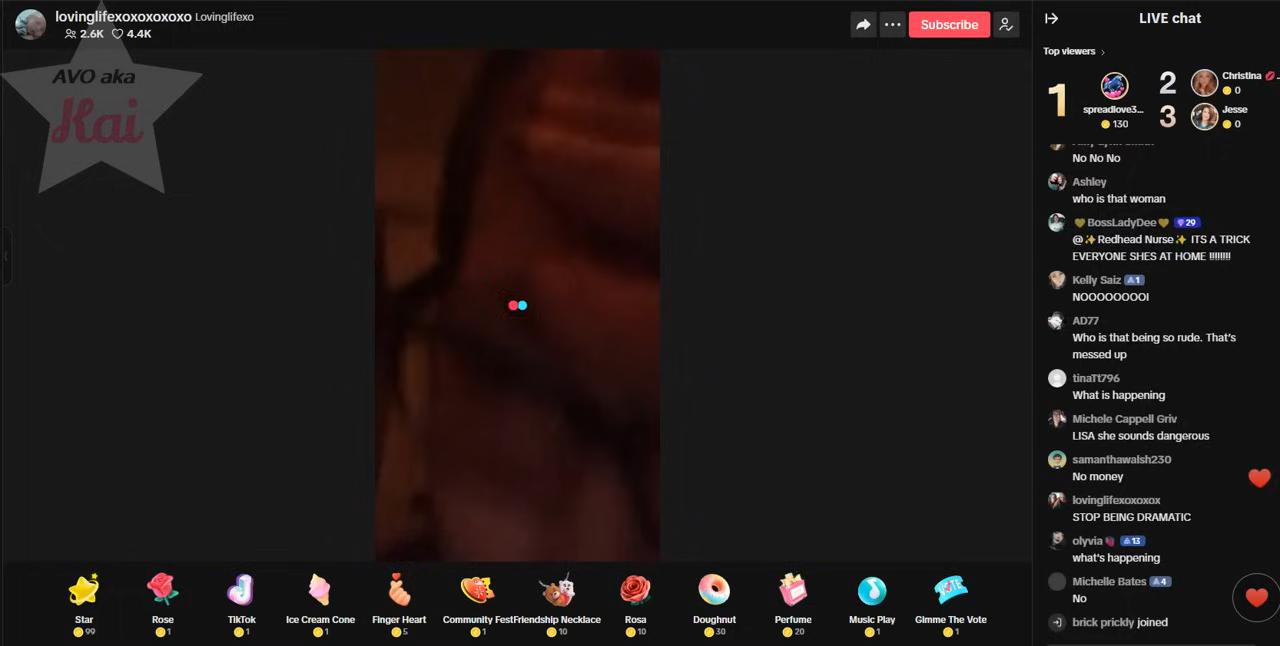 lovinglifexoxoxoxoxo Lovinglifexo
2.6K 4.4K
AVO aka
Kai
Subscribe
LIVE chat
Top viewers
1
spreadlove3...
130
2
Christina
0
3
Jesse
0
No No No
Ashley
who is that woman
BossLadyDee 29
@✨Redhead Nurse✨ ITS A TRICK
EVERYONE SHES AT HOME !!!!!!!!
Kelly Saiz 1
NOOOOOOOOI
AD77
Who is that being so rude. That's
messed up
tinaTt796
What is happening
Michele Cappell Griv
LISA she sounds dangerous
samanthawalsh230
No money
lovinglifexoxoxox
STOP BEING DRAMATIC
olyvia 13
what's happening
Michelle Bates 4
No
brick prickly joined
Star
99
Rose
1
TikTok
1
Ice Cream Cone
1
Finger Heart
5
Community Fest
1
Friendship Necklace
10
Rosa
10
Doughnut
30
Perfume
20
Music Play
1
VOTE
Gimme The Vote
1